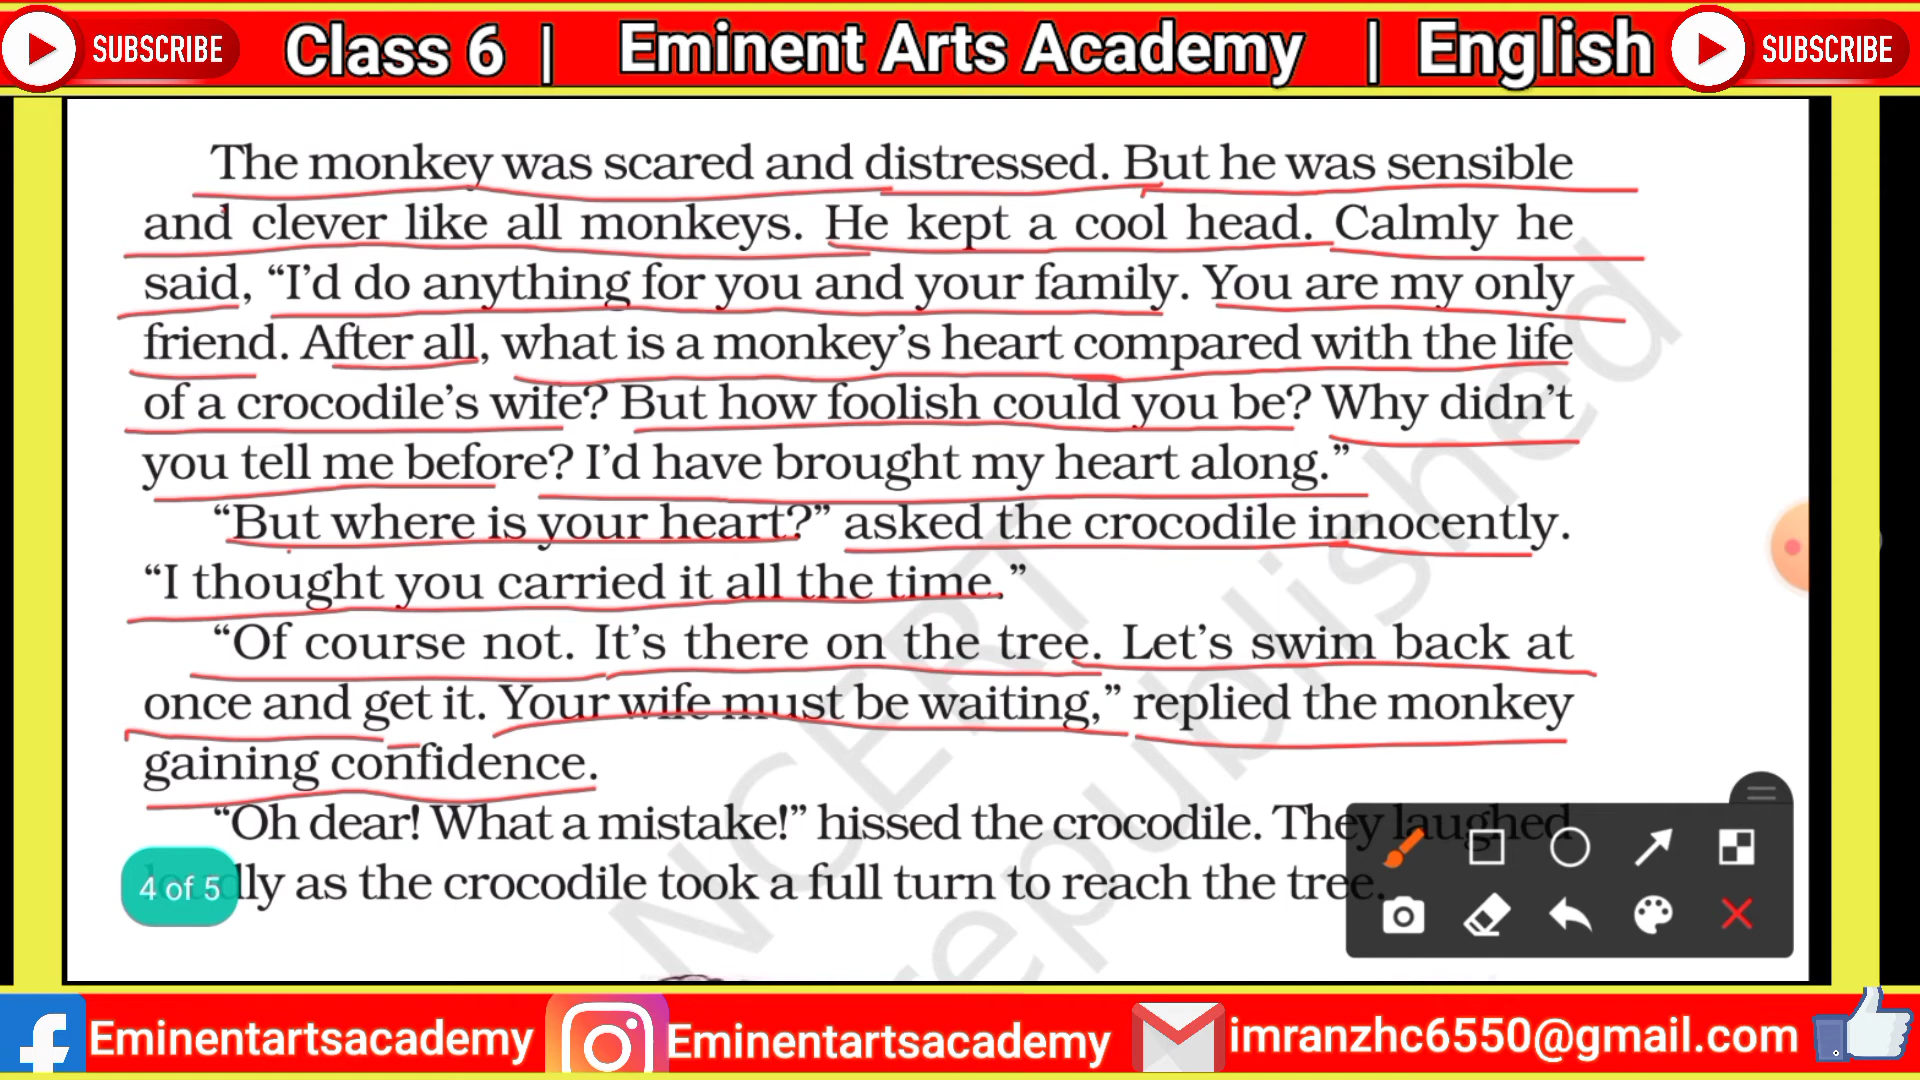 SUBSCRIBE Class 6 | Eminent Arts Academy | English SUBSCRIBE
The monkey was scared and distressed. But he was sensible
and clever like all monkeys. He kept a cool head. Calmly he
said, “I’d do anything for you and your family. You are my only
friend. After all, what is a monkey’s heart compared with the life
of a crocodile’s wife? But how foolish could you be? Why didn’t
you tell me before? I’d have brought my heart along.”
“But where is your heart?” asked the crocodile innocently.
“I thought you carried it all the time.”
“Of course not. It’s there on the tree. Let’s swim back at
once and get it. Your wife must be waiting,” replied the monkey
gaining confidence.
“Oh dear! What a mistake!” hissed the crocodile. They laughed
loudly as the crocodile took a full turn to reach the tree.
4 of 5
NCERT
republished
Eminentartsacademy Eminentartsacademy imranzhc6550@gmail.com